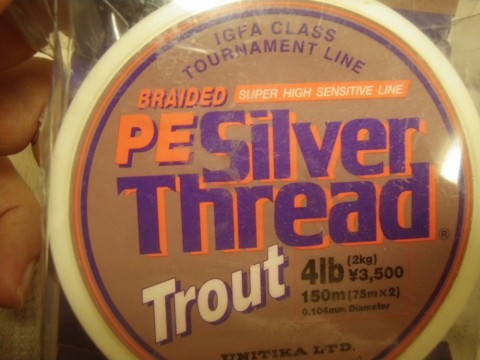 IGFA CLASS
TOURNAMENT LINE
BRAIDED SUPER HIGH SENSITIVE LINE
PE Silver
Thread ®
Trout
4lb (2kg) ¥3,500
150m (75m×2)
0.104mm Diameter
UNITIKA LTD.